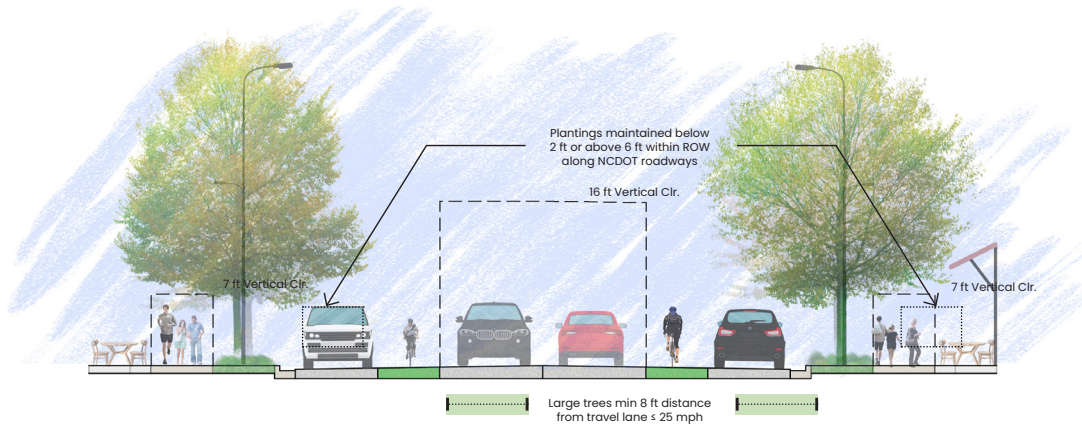 Plantings maintained below
2 ft or above 6 ft within ROW
along NCDOT roadways
16 ft Vertical Clr.
7 ft Vertical Clr.
7 ft Vertical Clr.
Large trees min 8 ft distance
from travel lane ≤ 25 mph